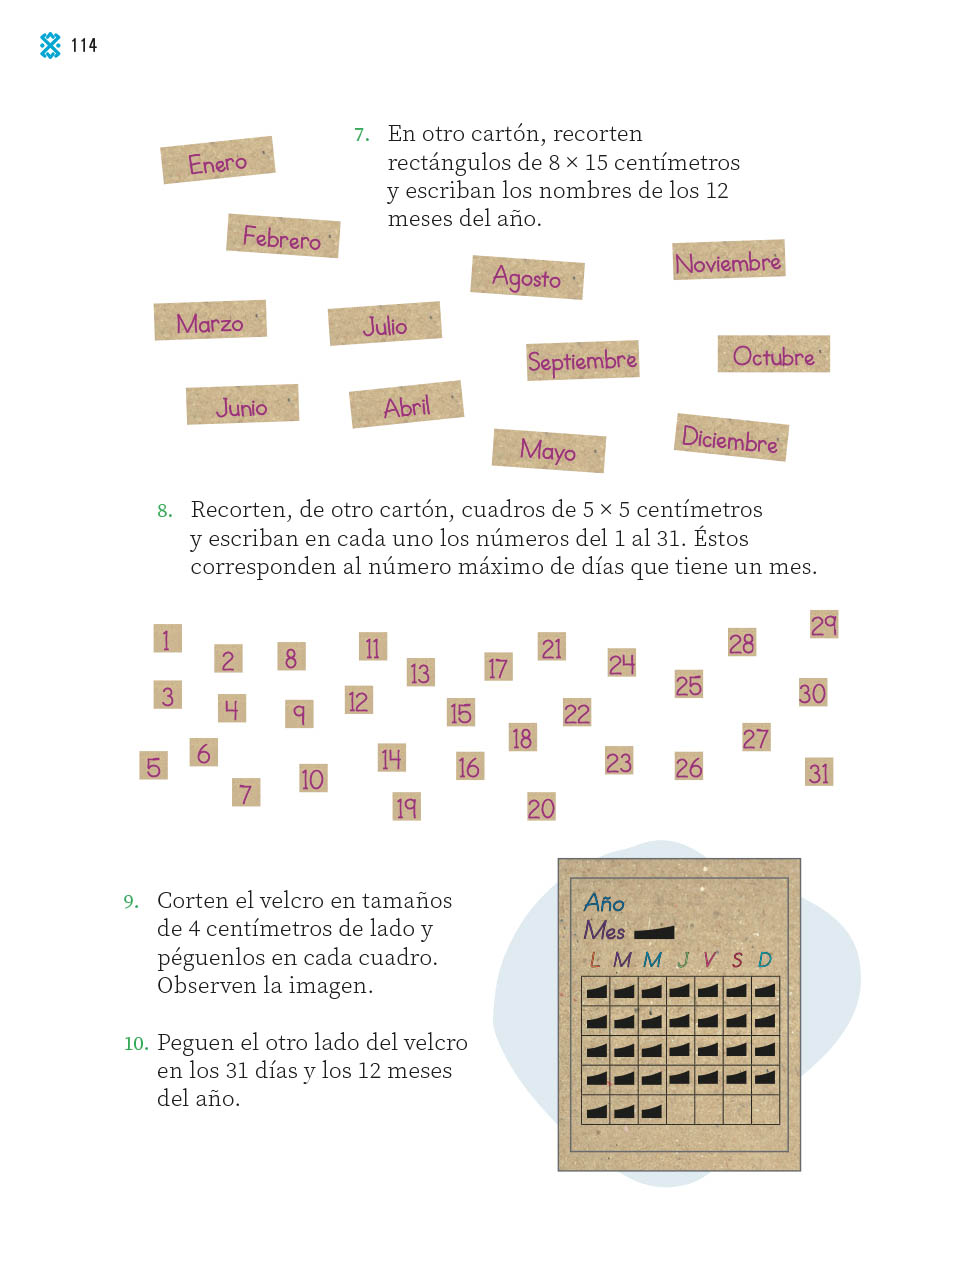 114
7. En otro cartón, recorten
rectángulos de 8 × 15 centímetros
y escriban los nombres de los 12
meses del año.
Enero
Febrero
Agosto
Noviembre
Marzo
Julio
Septiembre
Octubre
Junio
Abril
Mayo
Diciembre
8. Recorten, de otro cartón, cuadros de 5 × 5 centímetros
y escriban en cada uno los números del 1 al 31. Éstos
corresponden al número máximo de días que tiene un mes.
1
2
8
11
13
17
21
24
28
29
3
4
9
12
15
18
22
25
27
30
5
6
7
10
14
16
19
20
23
26
31
9. Corten el velcro en tamaños
de 4 centímetros de lado y
péguenlos en cada cuadro.
Observen la imagen.
10. Peguen el otro lado del velcro
en los 31 días y los 12 meses
del año.
Año
Mes
L M M J V S D